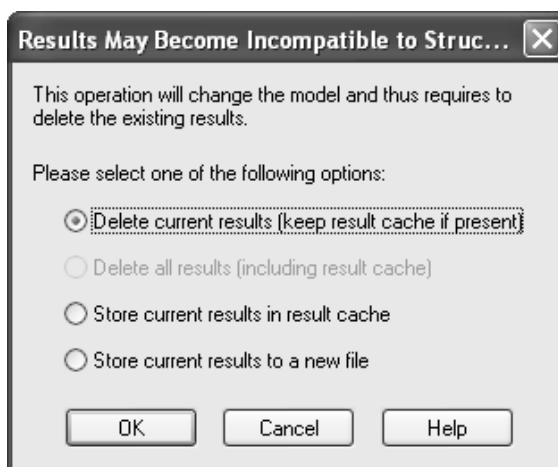 Results May Become Incompatible to Struc...
This operation will change the model and thus requires to
delete the existing results.
Please select one of the following options:
Delete current results (keep result cache if present)
Delete all results (including result cache)
Store current results in result cache
Store current results to a new file
OK Cancel Help